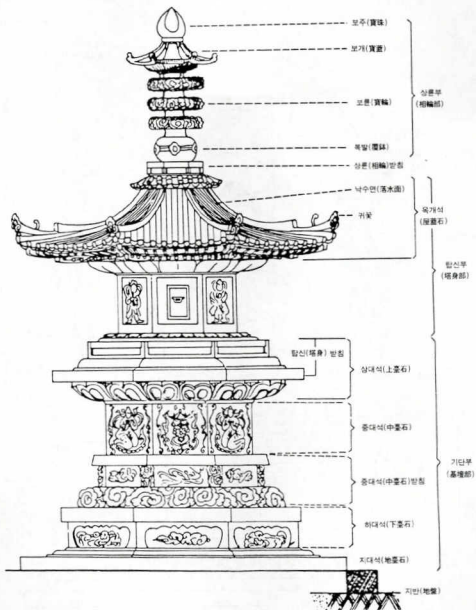 보주(寶珠)
보개(寶蓋)
보륜(寶輪)
상륜부
(相輪部)
복발(覆鉢)
상륜(相輪)받침
낙수면(落水面)
옥개석
(屋蓋石)
귀꽃
탑신부
(塔身部)
탑신(塔身) 받침
상대석(上臺石)
중대석(中臺石)
기단부
(基壇部)
중대석(中臺石)받침
하대석(下臺石)
지대석(地臺石)
지반(地盤)